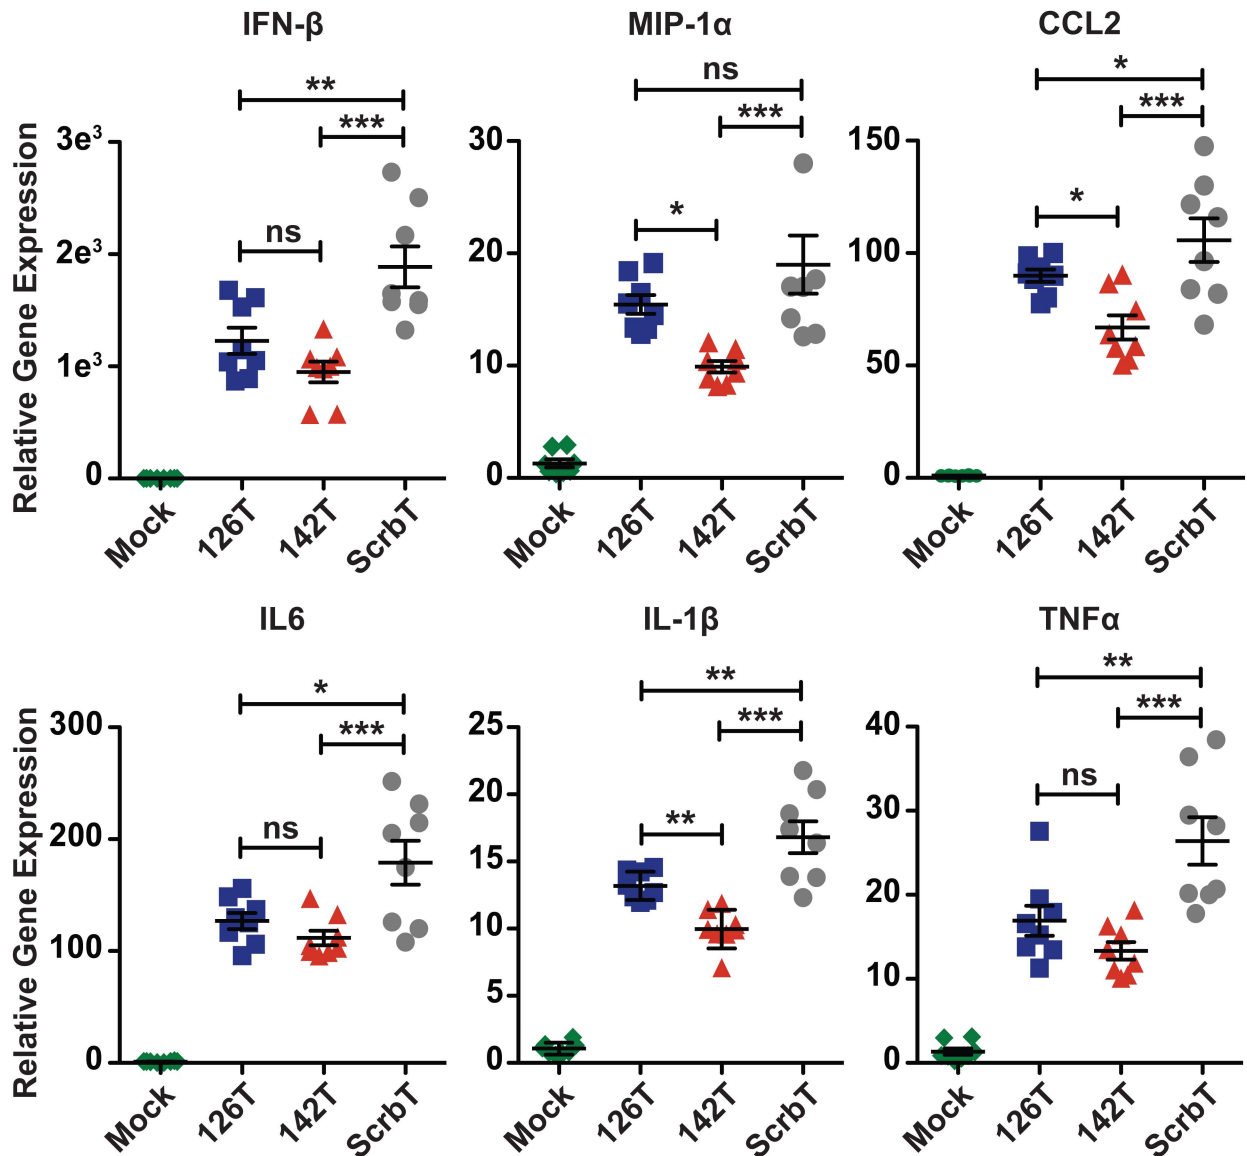 IFN-β
MIP-1α
CCL2
Relative Gene Expression
3e³
2e³
1e³
0
**
***
ns
Mock
126T
142T
ScrbT
30
20
10
0
ns
***
*
Mock
126T
142T
ScrbT
150
100
50
0
*
***
*
Mock
126T
142T
ScrbT
IL6
IL-1β
TNFα
Relative Gene Expression
300
200
100
0
*
***
ns
Mock
126T
142T
ScrbT
25
20
15
10
5
0
**
***
**
Mock
126T
142T
ScrbT
40
30
20
10
0
**
***
ns
Mock
126T
142T
ScrbT